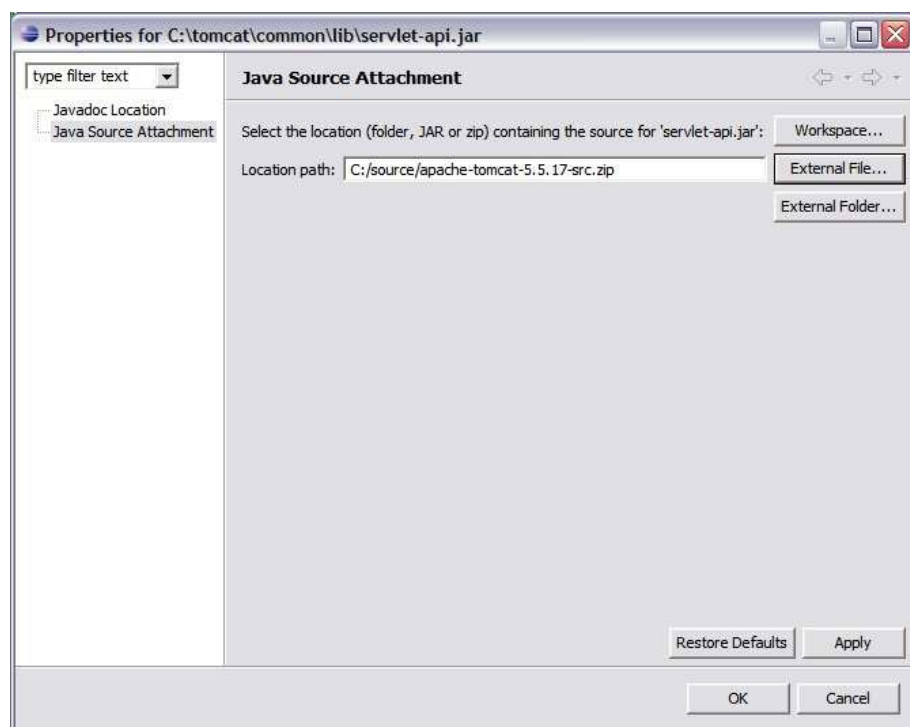 Properties for C:\tomcat\common\lib\servlet-api.jar
type filter text
Javadoc Location
Java Source Attachment
Java Source Attachment
Select the location (folder, JAR or zip) containing the source for 'servlet-api.jar':
Workspace...
Location path: C:/source/apache-tomcat-5.5.17-src.zip
External File...
External Folder...
Restore Defaults
Apply
OK
Cancel